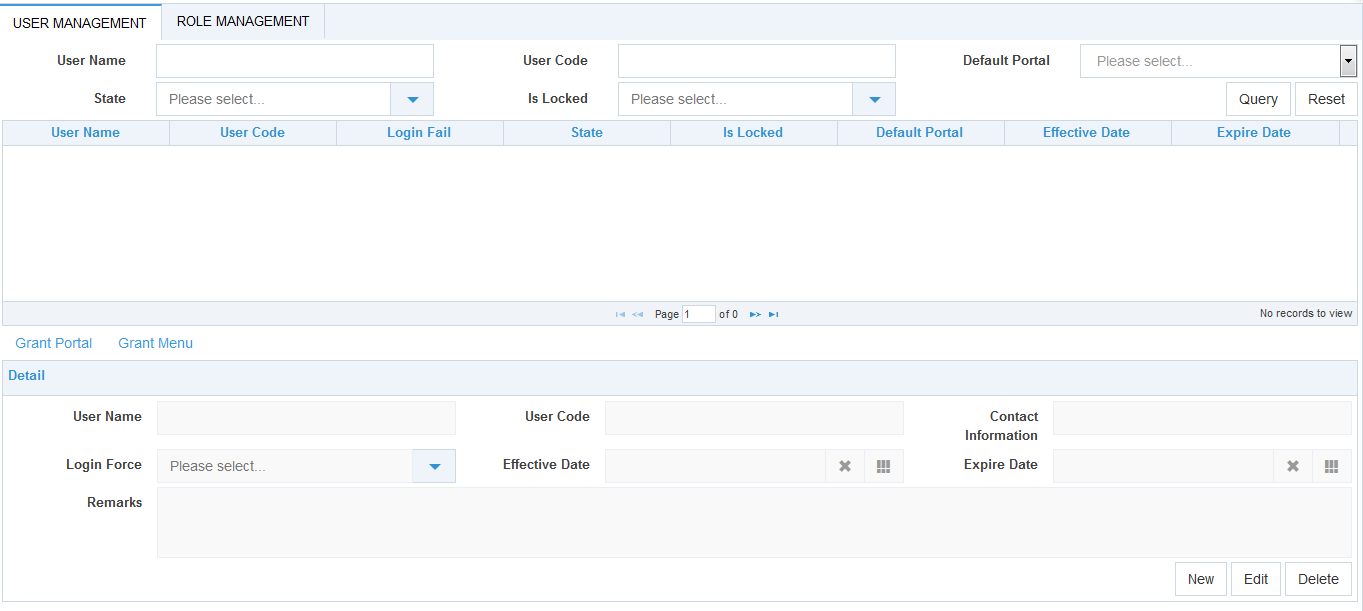 USER MANAGEMENT ROLE MANAGEMENT
User Name User Code Default Portal Please select...
State Please select... Is Locked Please select... Query Reset
User Name User Code Login Fail State Is Locked Default Portal Effective Date Expire Date
Page 1 of 0 No records to view
Grant Portal Grant Menu
Detail
User Name User Code Contact
Information
Login Force Please select... Effective Date Expire Date
Remarks
New Edit Delete